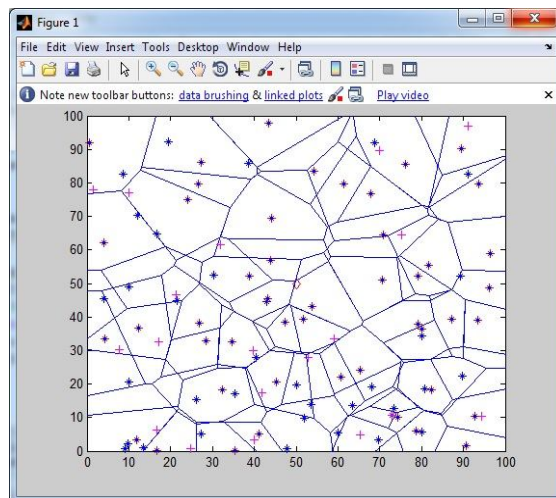 Figure 1
File Edit View Insert Tools Desktop Window Help
Note new toolbar buttons: data brushing & linked plots Play video
100
90
80
70
60
50
40
30
20
10
0
0 10 20 30 40 50 60 70 80 90 100